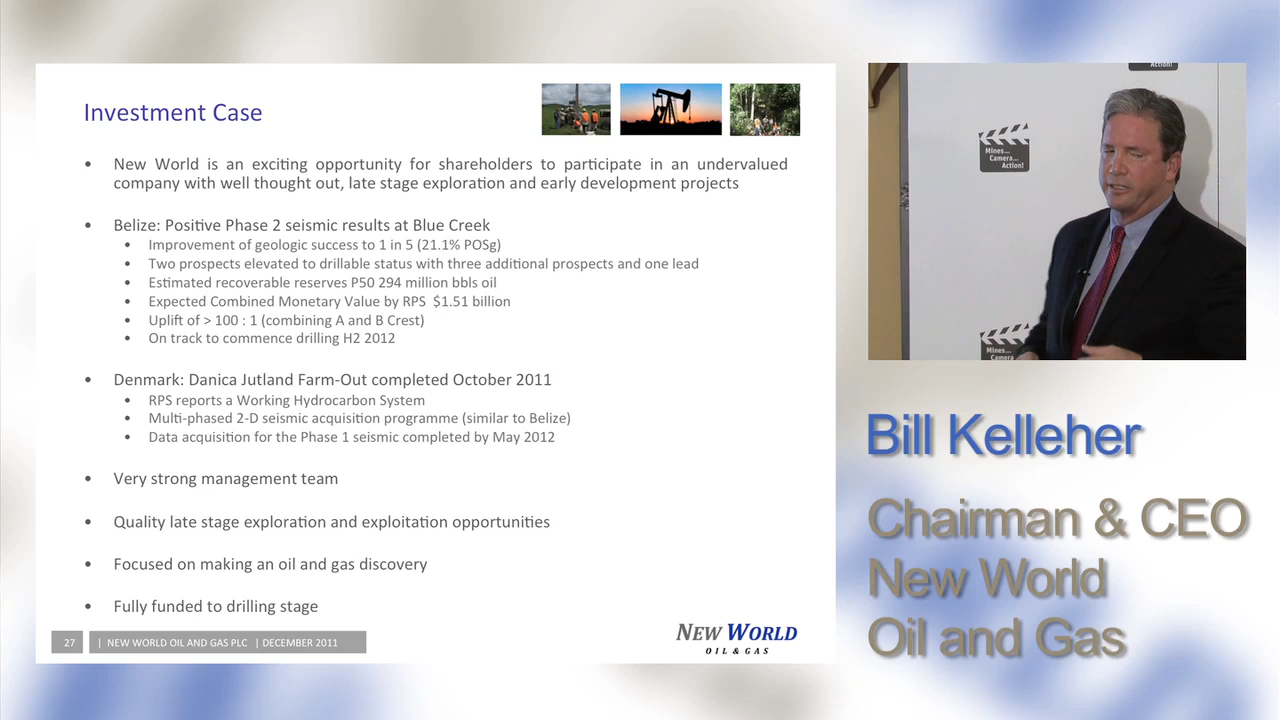 Investment Case
• New World is an exciting opportunity for shareholders to participate in an undervalued
company with well thought out, late stage exploration and early development projects
• Belize: Positive Phase 2 seismic results at Blue Creek
• Improvement of geologic success to 1 in 5 (21.1% POSg)
• Two prospects elevated to drillable status with three additional prospects and one lead
• Estimated recoverable reserves P50 294 million bbls oil
• Expected Combined Monetary Value by RPS $1.51 billion
• Uplift of > 100 : 1 (combining A and B Crest)
• On track to commence drilling H2 2012
• Denmark: Danica Jutland Farm-Out completed October 2011
• RPS reports a Working Hydrocarbon System
• Multi-phased 2-D seismic acquisition programme (similar to Belize)
• Data acquisition for the Phase 1 seismic completed by May 2012
• Very strong management team
• Quality late stage exploration and exploitation opportunities
• Focused on making an oil and gas discovery
• Fully funded to drilling stage
27 | NEW WORLD OIL AND GAS PLC | DECEMBER 2011
NEW WORLD
OIL & GAS
Action!
Mines...
Camera...
Action!
Mines...
Camera...
Bill Kelleher
Chairman & CEO
New World
Oil and Gas